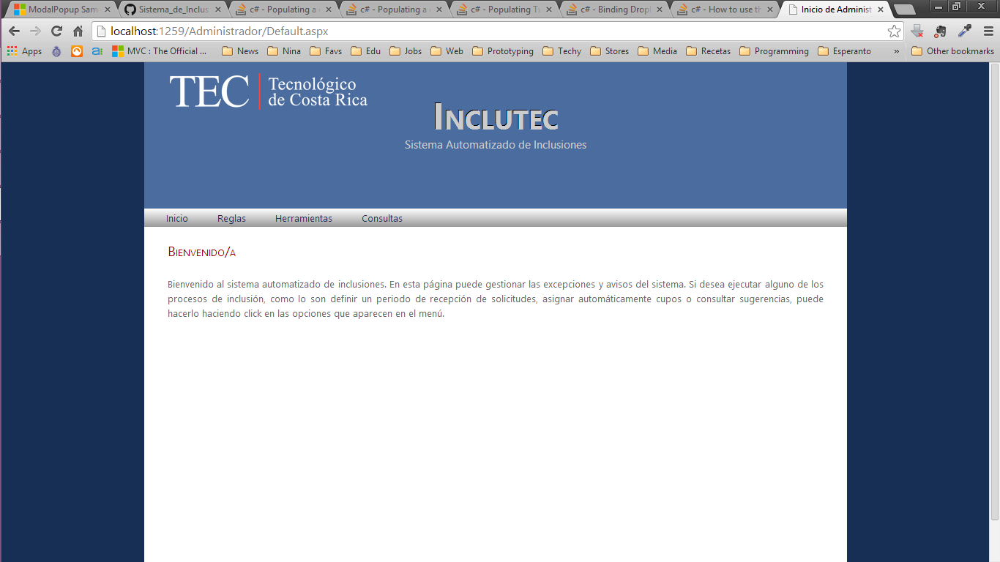 ModalPopup Sam
Sistema_de_Inclus
c# - Populating a
c# - Populating a
c# - Populating T
c# - Binding Drop
c# - How to use th
Inicio de Administ
localhost:1259/Administrador/Default.aspx
Apps
MVC : The Official ...
News
Nina
Favs
Edu
Jobs
Web
Prototyping
Techy
Stores
Media
Recetas
Programming
Esperanto
»
Other bookmarks
TEC
Tecnológico
de Costa Rica
Inclutec
Sistema Automatizado de Inclusiones
Inicio
Reglas
Herramientas
Consultas
Bienvenido/a
Bienvenido al sistema automatizado de inclusiones. En esta página puede gestionar las excepciones y avisos del sistema. Si desea ejecutar alguno de los
procesos de inclusión, como lo son definir un periodo de recepción de solicitudes, asignar automáticamente cupos o consultar sugerencias, puede
hacerlo haciendo click en las opciones que aparecen en el menú.